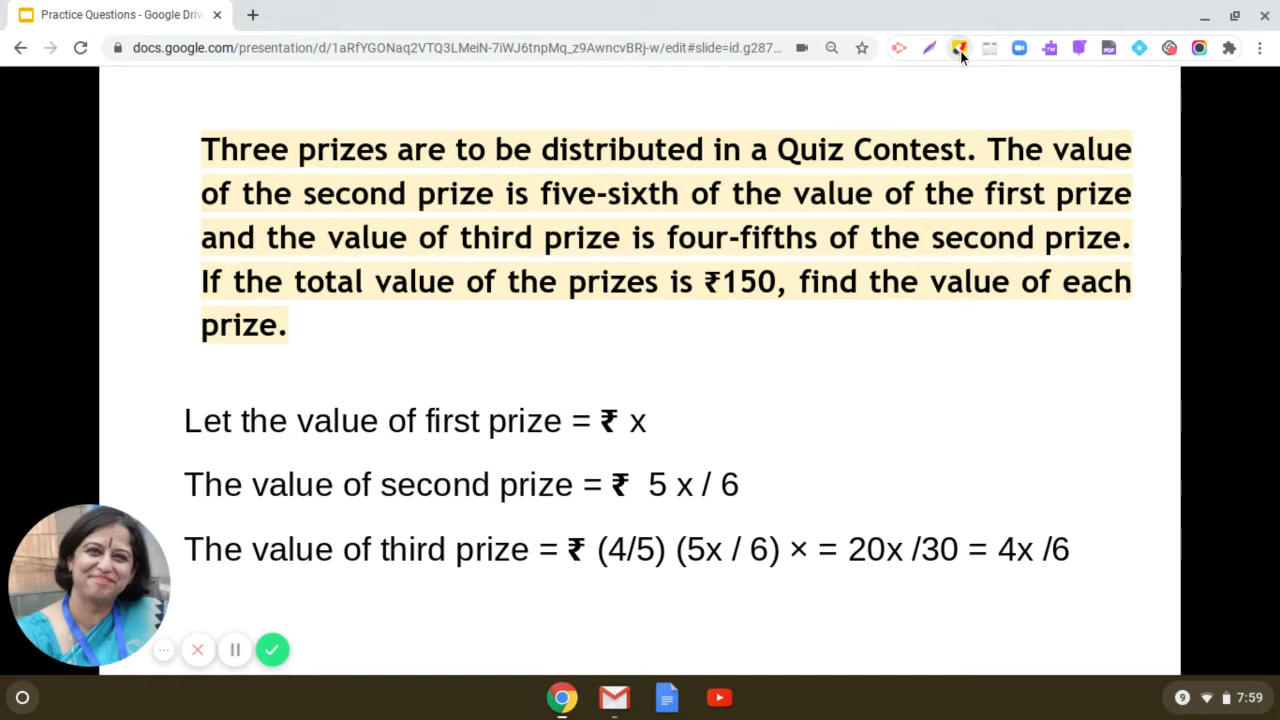 Practice Questions - Google Driv
docs.google.com/presentation/d/1aRfYGONaq2VTQ3LMeiN-7iWJ6tnpMq_z9AwncvBRj-w/edit#slide=id.g287...
Three prizes are to be distributed in a Quiz Contest. The value
of the second prize is five-sixth of the value of the first prize
and the value of third prize is four-fifths of the second prize.
If the total value of the prizes is ₹150, find the value of each
prize.
Let the value of first prize = ₹ x
The value of second prize = ₹ 5 x / 6
The value of third prize = ₹ (4/5) (5x / 6) × = 20x /30 = 4x /6
9 7:59